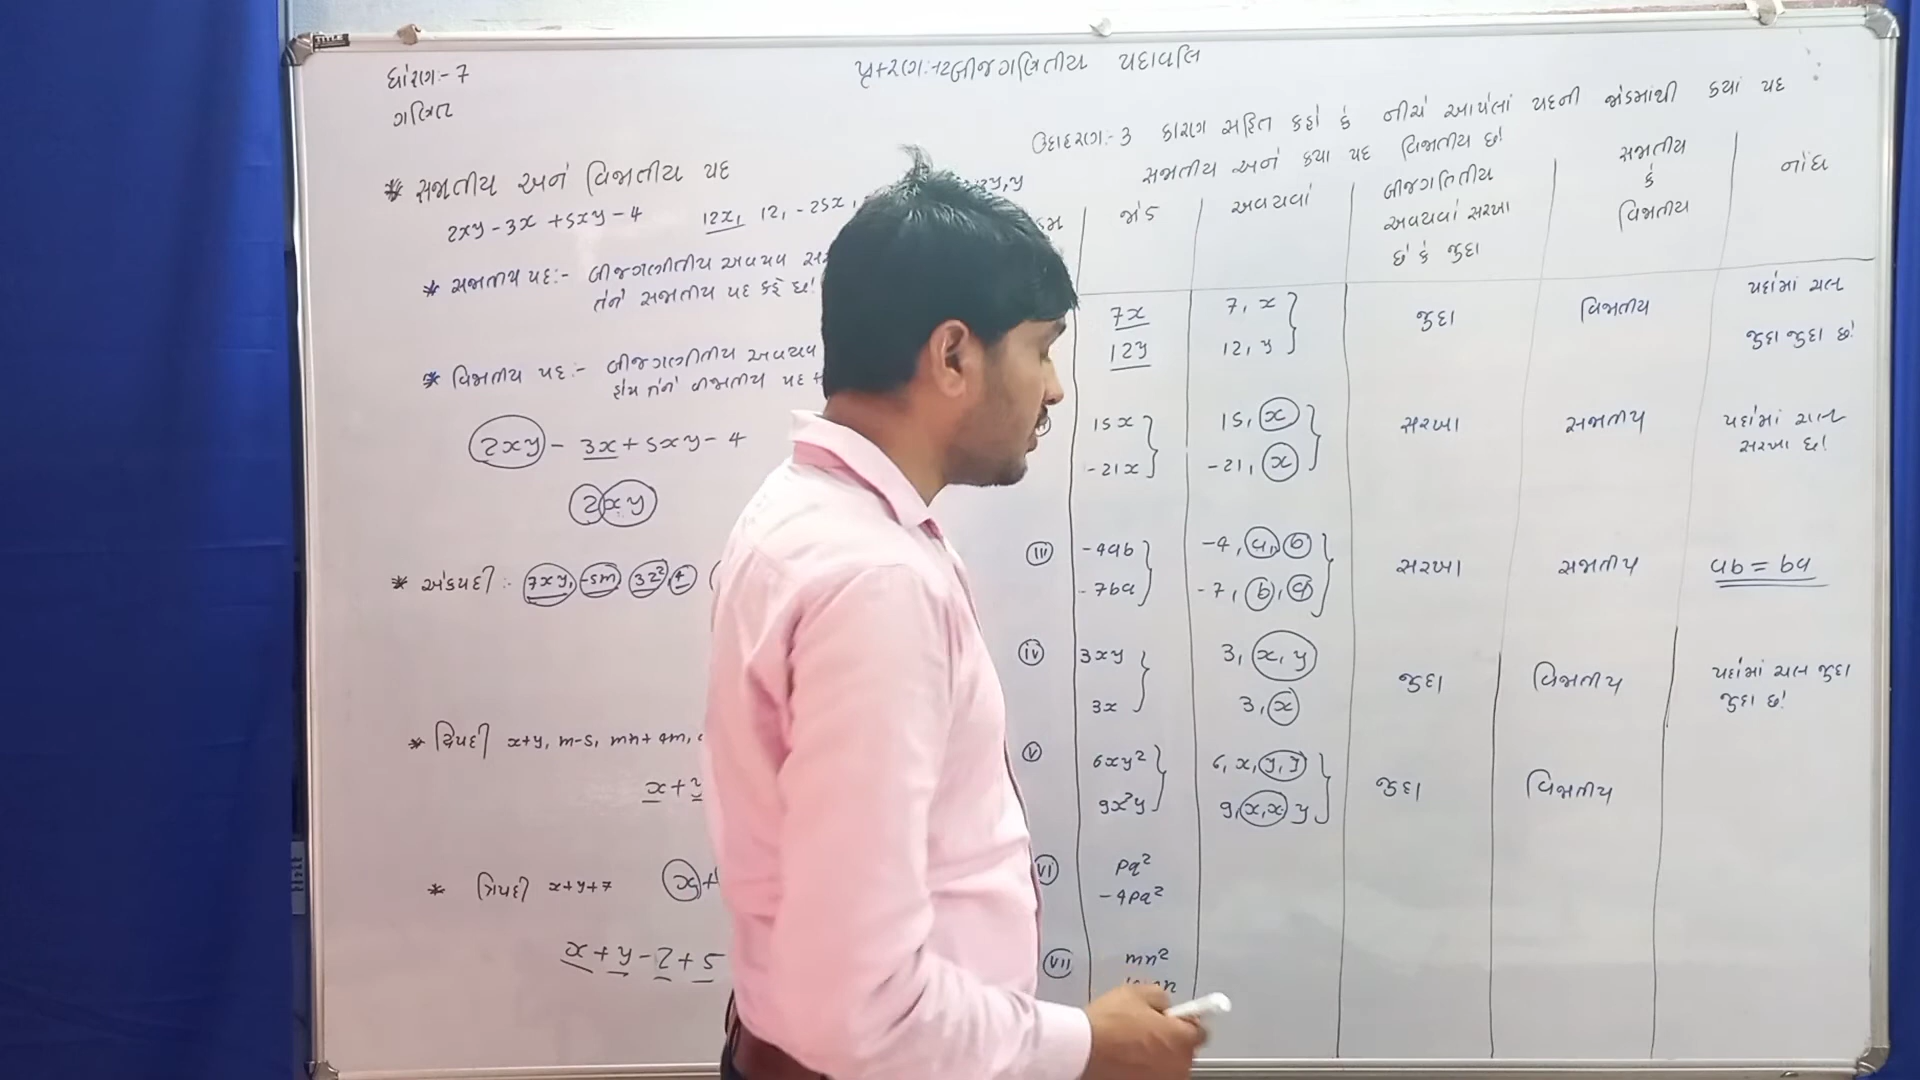 ધોરણ:- 7
ગણિત
પ્રકરણ:-12 બીજગણિતીય પદાવલિ
* સજાતીય અને વિજાતીય પદ
2xy - 3x + 5xy - 4   12x, 12, -25x,
y
* સજાતીય પદ:- બીજગણીતીય અવયવ
તેને સજાતીય પદ કહે છે!
* વિજાતીય પદ:- બીજગણીતીય અવયવ
હોય તેને વિજાતીય પદ
2xy - 3x + 5xy - 4
2xy
* એકપદી :- 7xy, -5m, 3z², 4
* દ્વિપદી x+y, m-5, mn+4m,
x+y
* ત્રિપદી x+y+7
x+y-2+5
ઉદાહરણ:- 3 કારણ સહિત કહો કે નીચે આપેલાં પદની જોડમાંથી કયાં પદ
સજાતીય અને કયા પદ વિજાતીય છે!
જોડ | અવયવો | બીજગણિતીય અવયવો સરખા છે કે જુદા | સજાતીય કે વિજાતીય | નોંધ
7x | 7, x | જુદા | વિજાતીય | પદોમાં ચલ
12y | 12, y | જુદા જુદા છે!
15x | 15, x | સરખા | સજાતીય | પદોમાં ચલ
-21x | -21, x | સરખા છે!
iii -4ab | -4, a, b | સરખા | સજાતીય | ab = ba
-7ba | -7, b, a
iv 3xy | 3, x, y | જુદા | વિજાતીય | પદોમાં ચલ જુદા
3x | 3, x | જુદા છે!
v 6xy² | 6, x, y, y | જુદા | વિજાતીય
9x²y | 9, x, x, y
vi pq²
-4pq²
vii mn²